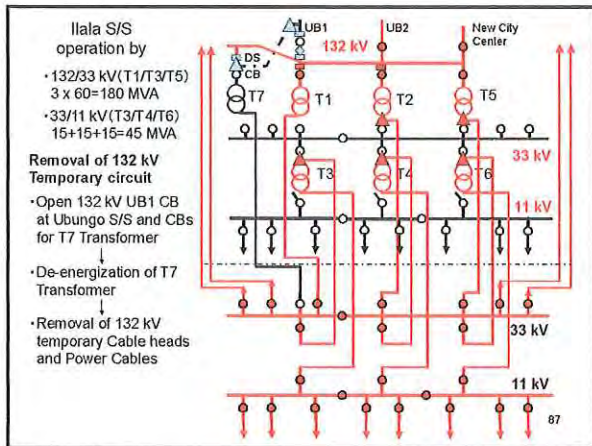 Ilala S/S
operation by
・132/33 kV(T1/T3/T5)
3 x 60=180 MVA
・33/11 kV(T3/T4/T6)
15+15+15=45 MVA
Removal of 132 kV
Temporary circuit
・Open 132 kV UB1 CB
at Ubungo S/S and CBs
for T7 Transformer
・De-energization of T7
Transformer
・Removal of 132 kV
temporary Cable heads
and Power Cables
UB1
UB2
New City
Center
132 kV
DS
CB
T7
T1
T2
T5
33 kV
T3
T4
T6
11 kV
33 kV
11 kV
87